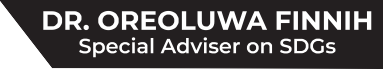 DR. OREOLUWA FINNIH
Special Adviser on SDGs